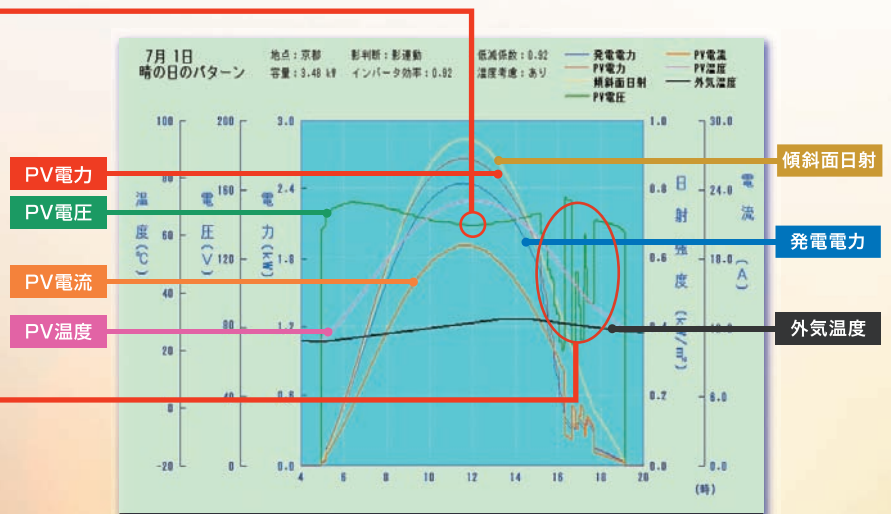 7月 1日
晴の日のパターン
地点：京都 影判断：影連動 低減係数：0.92
容量：3.48 kW インバータ効率：0.92 温度考慮：あり
発電電力 PV電流
PV電力 PV温度
傾斜面日射 外気温度
PV電圧
100 200 3.0 1.0 30.0
80 160 2.4 0.8 24.0
60 120 1.8 0.6 18.0
40 80 1.2 0.4
20 40 0.6 0.2 6.0
0
-20 0 0.0 0.0 0.0
4 6 8 10 12 14 16 18 20
(時)
温度(℃)
電圧(V)
電力(kW)
日射強度(kW/m²)
電流(A)
PV電力
PV電圧
PV電流
PV温度
傾斜面日射
発電電力
外気温度